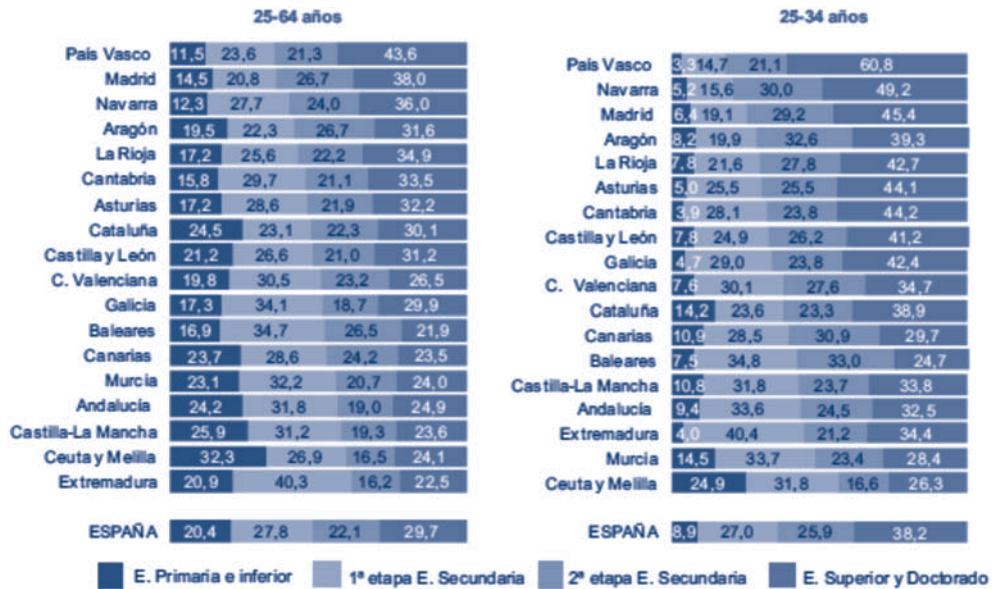 25-64 años
País Vasco 11,5 23,6 21,3 43,6
Madrid 14,5 20,8 26,7 38,0
Navarra 12,3 27,7 24,0 36,0
Aragón 19,5 22,3 26,7 31,6
La Rioja 17,2 25,6 22,2 34,9
Cantabria 15,8 29,7 21,1 33,5
Asturias 17,2 28,6 21,9 32,2
Cataluña 24,5 23,1 22,3 30,1
Castilla y León 21,2 26,6 21,0 31,2
C. Valenciana 19,8 30,5 23,2 26,5
Galicia 17,3 34,1 18,7 29,9
Baleares 16,9 34,7 26,5 21,9
Canarias 23,7 28,6 24,2 23,5
Murcia 23,1 32,2 20,7 24,0
Andalucía 24,2 31,8 19,0 24,9
Castilla-La Mancha 25,9 31,2 19,3 23,6
Ceuta y Melilla 32,3 26,9 16,5 24,1
Extremadura 20,9 40,3 16,2 22,5
ESPAÑA 20,4 27,8 22,1 29,7
25-34 años
País Vasco 3,3 14,7 21,1 60,8
Navarra 5,2 15,6 30,0 49,2
Madrid 6,4 19,1 29,2 45,4
Aragón 8,2 19,9 32,6 39,3
La Rioja 7,8 21,6 27,8 42,7
Asturias 5,0 25,5 25,5 44,1
Cantabria 3,9 28,1 23,8 44,2
Castilla y León 7,8 24,9 26,2 41,2
Galicia 4,7 29,0 23,8 42,4
C. Valenciana 7,6 30,1 27,6 34,7
Cataluña 14,2 23,6 23,3 38,9
Canarias 10,9 28,5 30,9 29,7
Baleares 7,5 34,8 33,0 24,7
Castilla-La Mancha 10,8 31,8 23,7 33,8
Andalucía 9,4 33,6 24,5 32,5
Extremadura 4,0 40,4 21,2 34,4
Murcia 14,5 33,7 23,4 28,4
Ceuta y Melilla 24,9 31,8 16,6 26,3
ESPAÑA 8,9 27,0 25,9 38,2
E. Primaria e inferior 1ª etapa E. Secundaria 2ª etapa E. Secundaria E. Superior y Doctorado